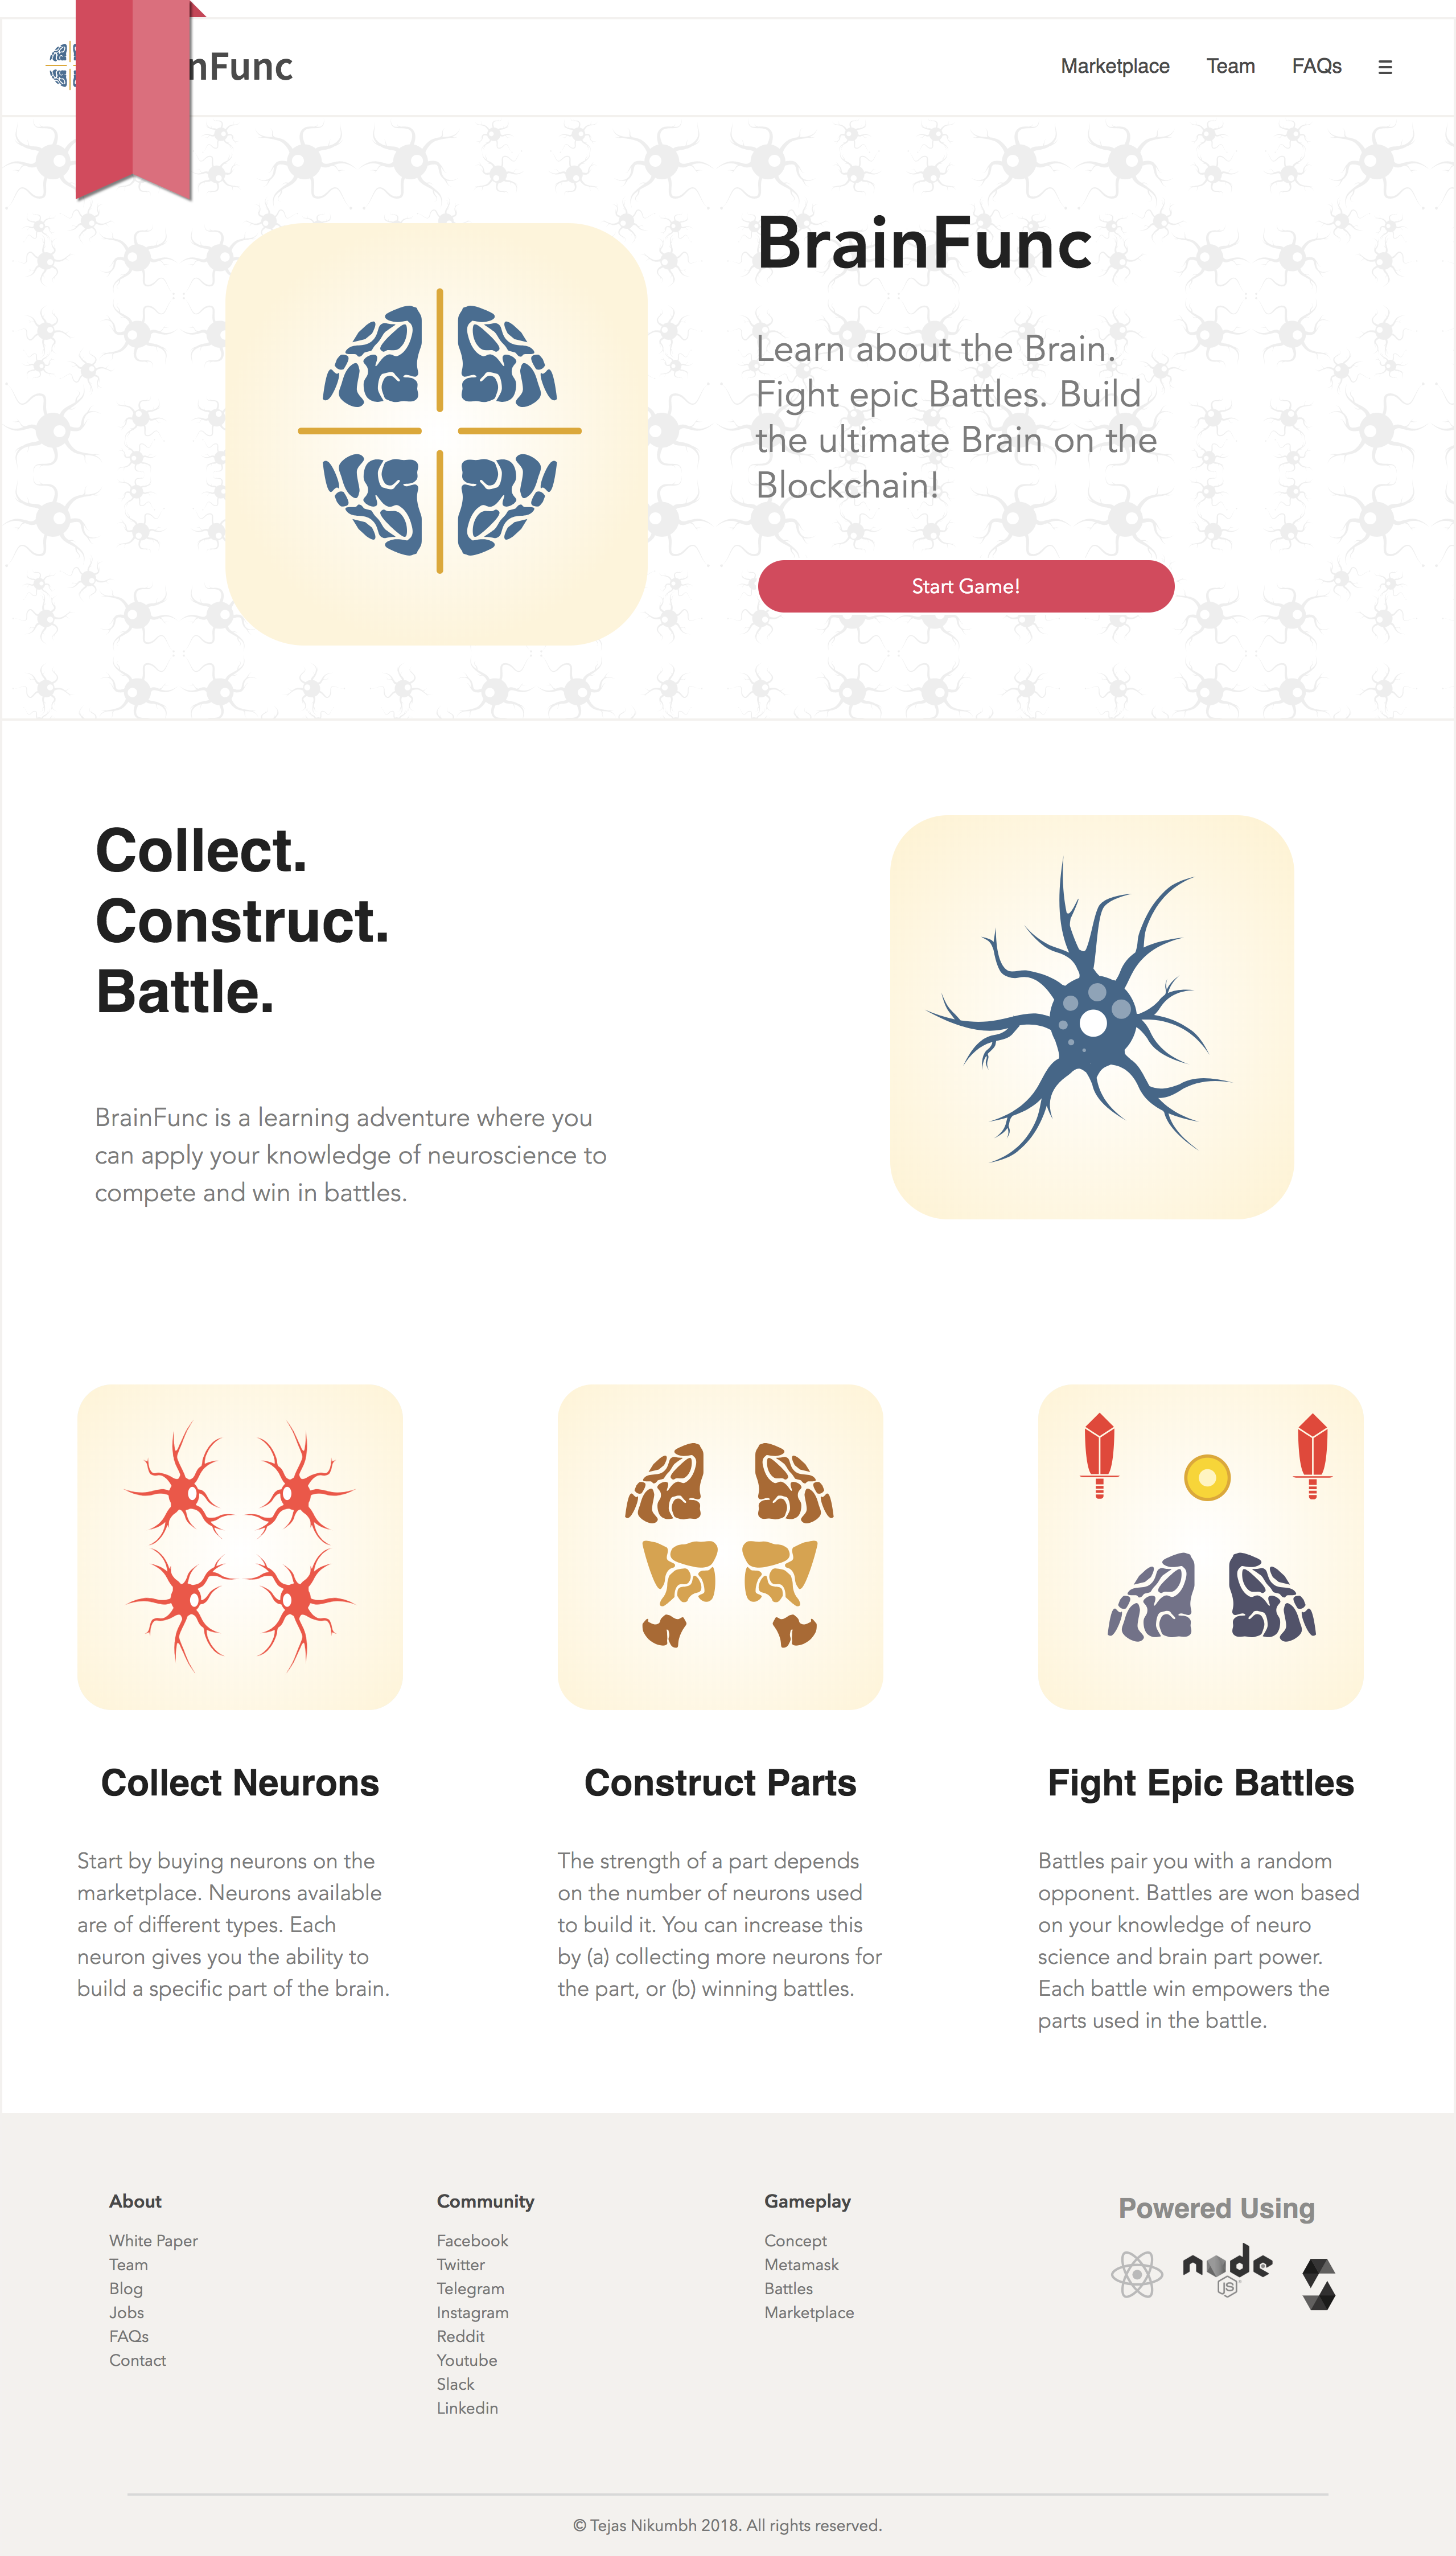 nFunc
Marketplace Team FAQs
BrainFunc
Learn about the Brain.
Fight epic Battles. Build
the ultimate Brain on the
Blockchain!
Start Game!
Collect.
Construct.
Battle.
BrainFunc is a learning adventure where you
can apply your knowledge of neuroscience to
compete and win in battles.
Collect Neurons
Start by buying neurons on the
marketplace. Neurons available
are of different types. Each
neuron gives you the ability to
build a specific part of the brain.
Construct Parts
The strength of a part depends
on the number of neurons used
to build it. You can increase this
by (a) collecting more neurons for
the part, or (b) winning battles.
Fight Epic Battles
Battles pair you with a random
opponent. Battles are won based
on your knowledge of neuro
science and brain part power.
Each battle win empowers the
parts used in the battle.
About
White Paper
Team
Blog
Jobs
FAQs
Contact
Community
Facebook
Twitter
Telegram
Instagram
Reddit
Youtube
Slack
Linkedin
Gameplay
Concept
Metamask
Battles
Marketplace
Powered Using
node
JS
© Tejas Nikumbh 2018. All rights reserved.